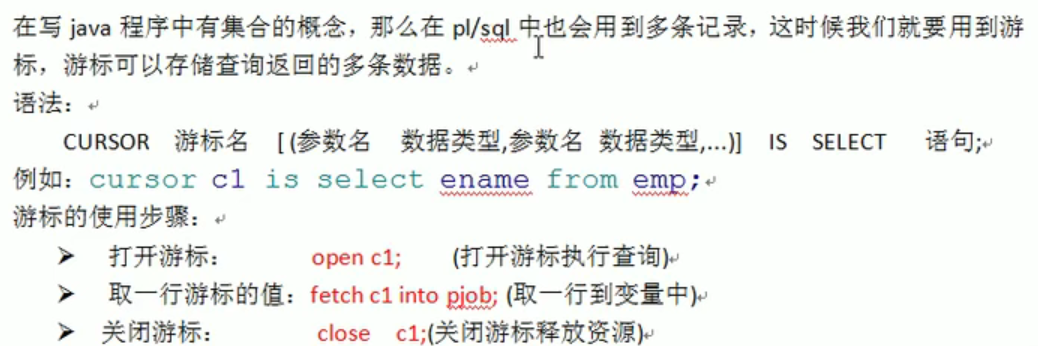 在写 java 程序中有集合的概念，那么在 pl/sql 中也会用到多条记录，这时候我们就要用到游
标，游标可以存储查询返回的多条数据。
语法：
CURSOR 游标名 [ (参数名 数据类型,参数名 数据类型,...)] IS SELECT 语句;
例如：cursor c1 is select ename from emp;
游标的使用步骤：
➢ 打开游标： open c1; (打开游标执行查询)
➢ 取一行游标的值：fetch c1 into pjob; (取一行到变量中)
➢ 关闭游标： close c1;(关闭游标释放资源)